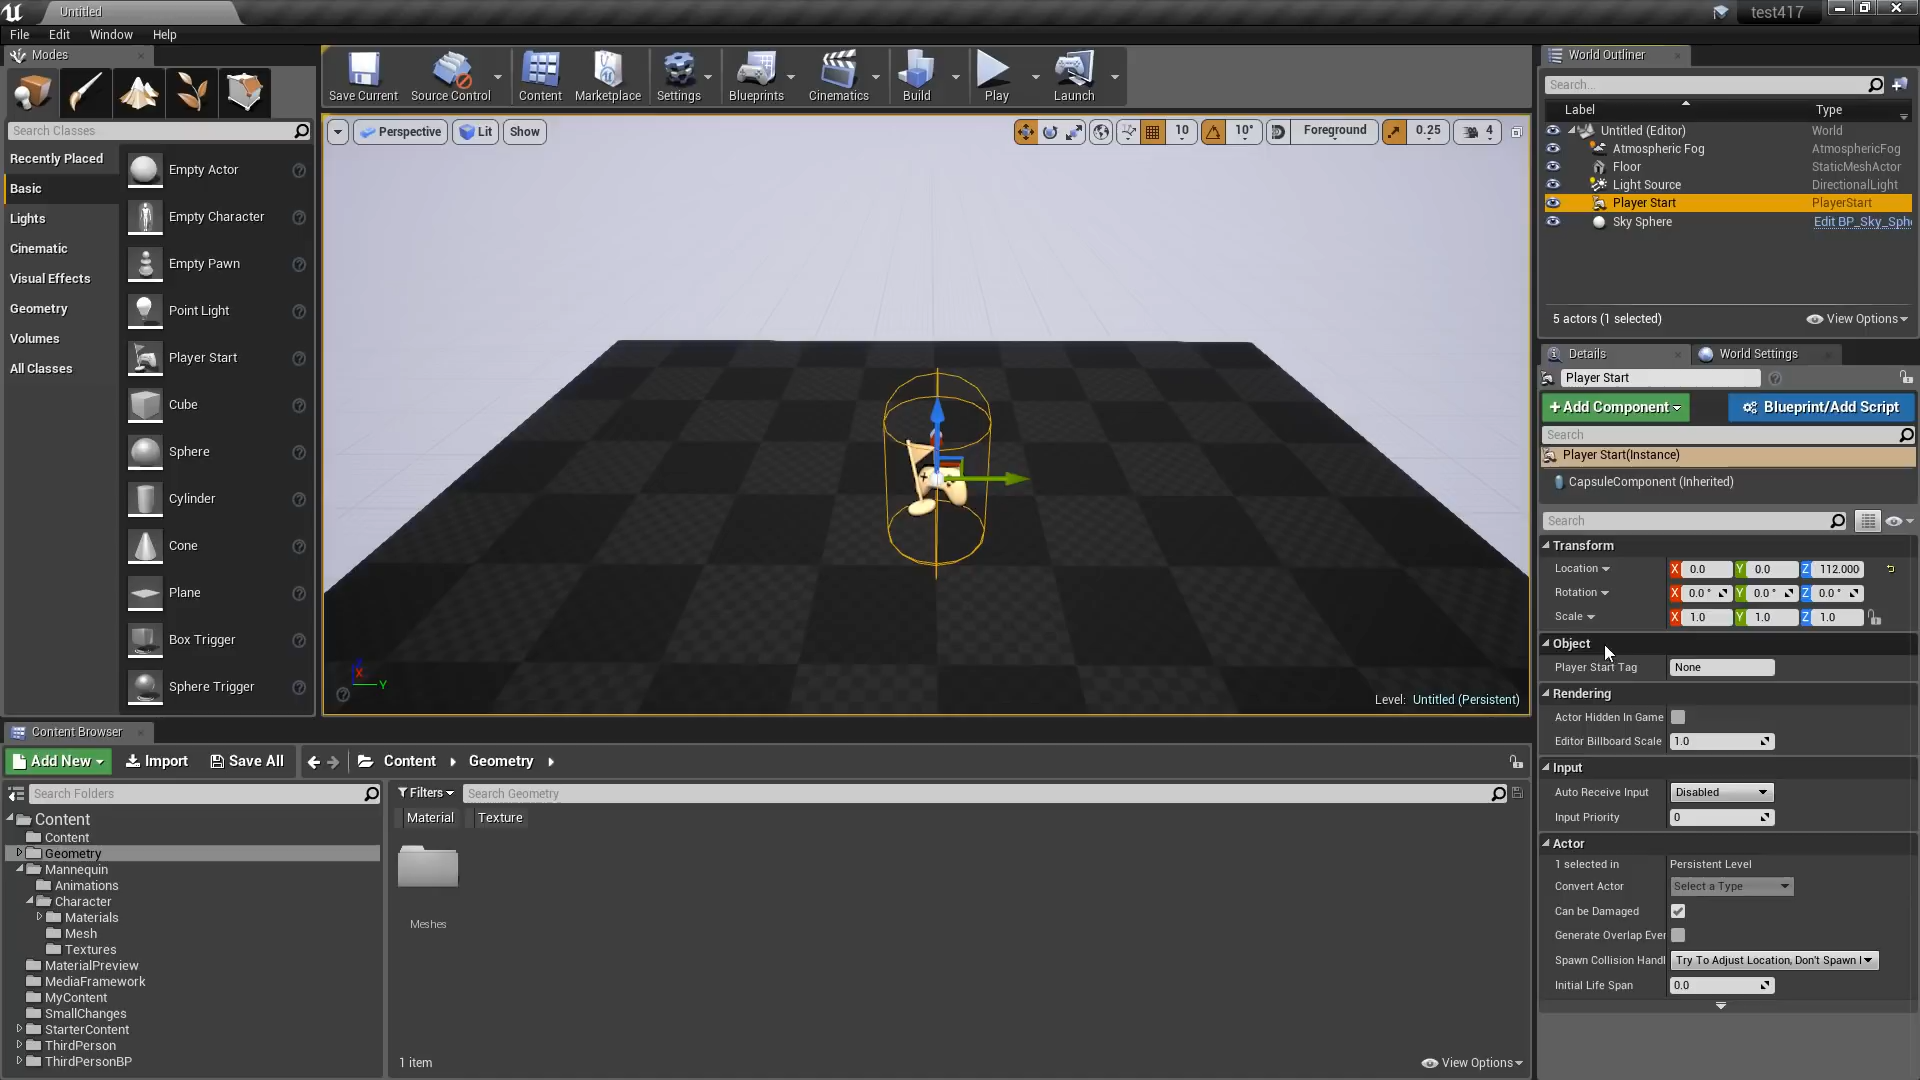 Untitled
test417
File Edit Window Help
Modes
Search Classes
Recently Placed
Basic
Lights
Cinematic
Visual Effects
Geometry
Volumes
All Classes
Empty Actor
Empty Character
Empty Pawn
Point Light
Player Start
Cube
Sphere
Cylinder
Cone
Plane
Box Trigger
Sphere Trigger
Save Current Source Control Content Marketplace Settings Blueprints Cinematics Build Play Launch
Perspective Lit Show 10 10° Foreground 0.25 4
X
Y
Level: Untitled (Persistent)
World Outliner
Search...
Label Type
Untitled (Editor) World
Atmospheric Fog AtmosphericFog
Floor StaticMeshActor
Light Source DirectionalLight
Player Start PlayerStart
Sky Sphere Edit BP_Sky_Sph
5 actors (1 selected) View Options
Details World Settings
Player Start
+Add Component Blueprint/Add Script
Search
Player Start(Instance)
CapsuleComponent (Inherited)
Search
Transform
Location X 0.0 Y 0.0 Z 112.000
Rotation X 0.0 ° Y 0.0 ° Z 0.0 °
Scale X 1.0 Y 1.0 Z 1.0
Object
Player Start Tag None
Rendering
Actor Hidden In Game
Editor Billboard Scale 1.0
Input
Auto Receive Input Disabled
Input Priority 0
Actor
1 selected in Persistent Level
Convert Actor Select a Type
Can be Damaged
Generate Overlap Ever
Spawn Collision Handl Try To Adjust Location, Don't Spawn I
Initial Life Span 0.0
Content Browser
Add New Import Save All Content Geometry
Search Folders
Content
Content
Geometry
Mannequin
Animations
Character
Materials
Mesh
Textures
MaterialPreview
MediaFramework
MyContent
SmallChanges
StarterContent
ThirdPerson
ThirdPersonBP
Filters Search Geometry
Material Texture
Meshes
1 item View Options